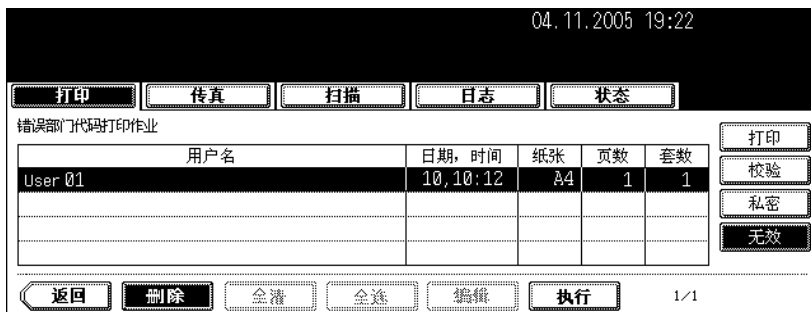 04.11.2005 19:22
打印 传真 扫描 日志 状态
错误部门代码打印作业
打印
用户名 日期，时间 纸张 页数 套数
校验
User 01 10,10:12 A4 1 1
私密
无效
返回 删除 全清 全选 编辑 执行 1/1